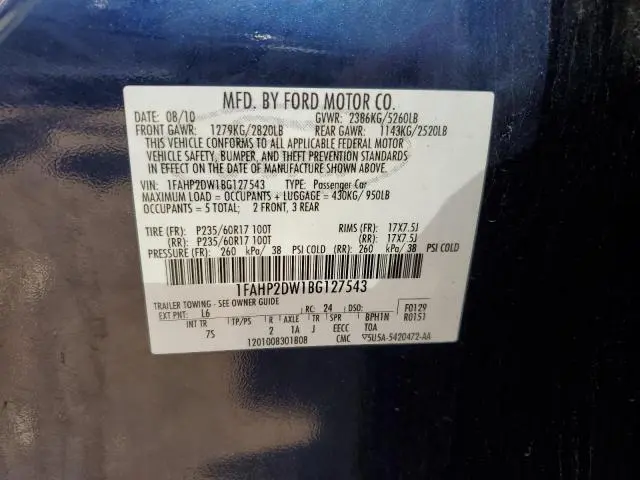 MFD. BY FORD MOTOR CO.
DATE: 08/10 GVWR: 2386KG/5260LB
FRONT GAWR: 1279KG/2820LB REAR GAWR: 1143KG/2520LB
THIS VEHICLE CONFORMS TO ALL APPLICABLE FEDERAL MOTOR
VEHICLE SAFETY, BUMPER, AND THEFT PREVENTION STANDARDS
IN EFFECT ON THE DATE OF MANUFACTURE SHOWN ABOVE.
VIN: 1FAHP2DW1BG127543 TYPE: Passenger Car
MAXIMUM LOAD = OCCUPANTS + LUGGAGE = 430KG/ 950LB
OCCUPANTS = 5 TOTAL; 2 FRONT, 3 REAR
TIRE (FR): P235/60R17 100T RIMS (FR): 17X7.5J
(RR): P235/60R17 100T (RR): 17X7.5J
PRESSURE (FR): 260 kPa/ 38 PSI COLD (RR): 260 kPa/ 38 PSI COLD
1FAHP2DW1BG127543
TRAILER TOWING - SEE OWNER GUIDE
EXT PNT: L6 RC: 24 DSO: F0129
INT TR TP/PS R AXLE TR SPR BPH1N R0151
7S 2 1A J EECC T0A
1201008301808 CMC ▽5U5A-5420472-AA